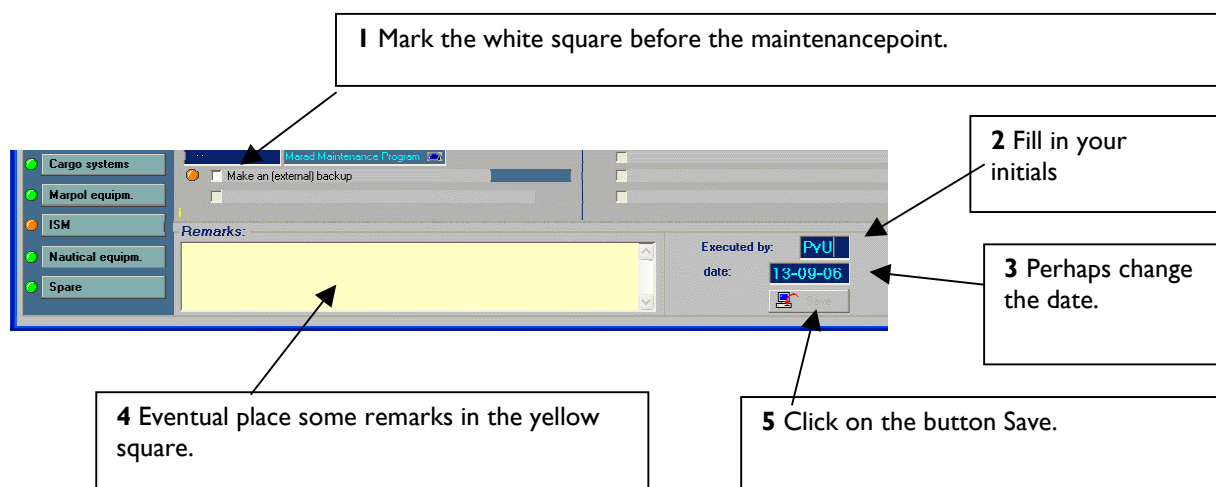 1 Mark the white square before the maintenancepoint.
2 Fill in your
initials
Cargo systems
Marad Maintenance Program
Make an (external) backup
Marpol equipm.
ISM
Remarks:
Nautical equipm.
Executed by: PvU
date: 13-09-06
Spare
Save
3 Perhaps change
the date.
4 Eventual place some remarks in the yellow
square.
5 Click on the button Save.